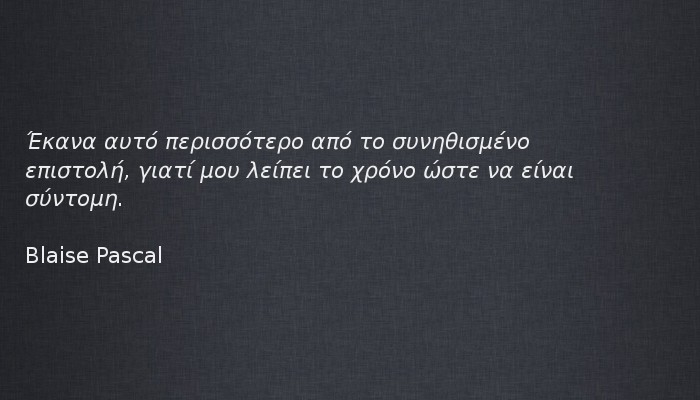 Έκανα αυτό περισσότερο από το συνηθισμένο
επιστολή, γιατί μου λείπει το χρόνο ώστε να είναι
σύντομη.
Blaise Pascal